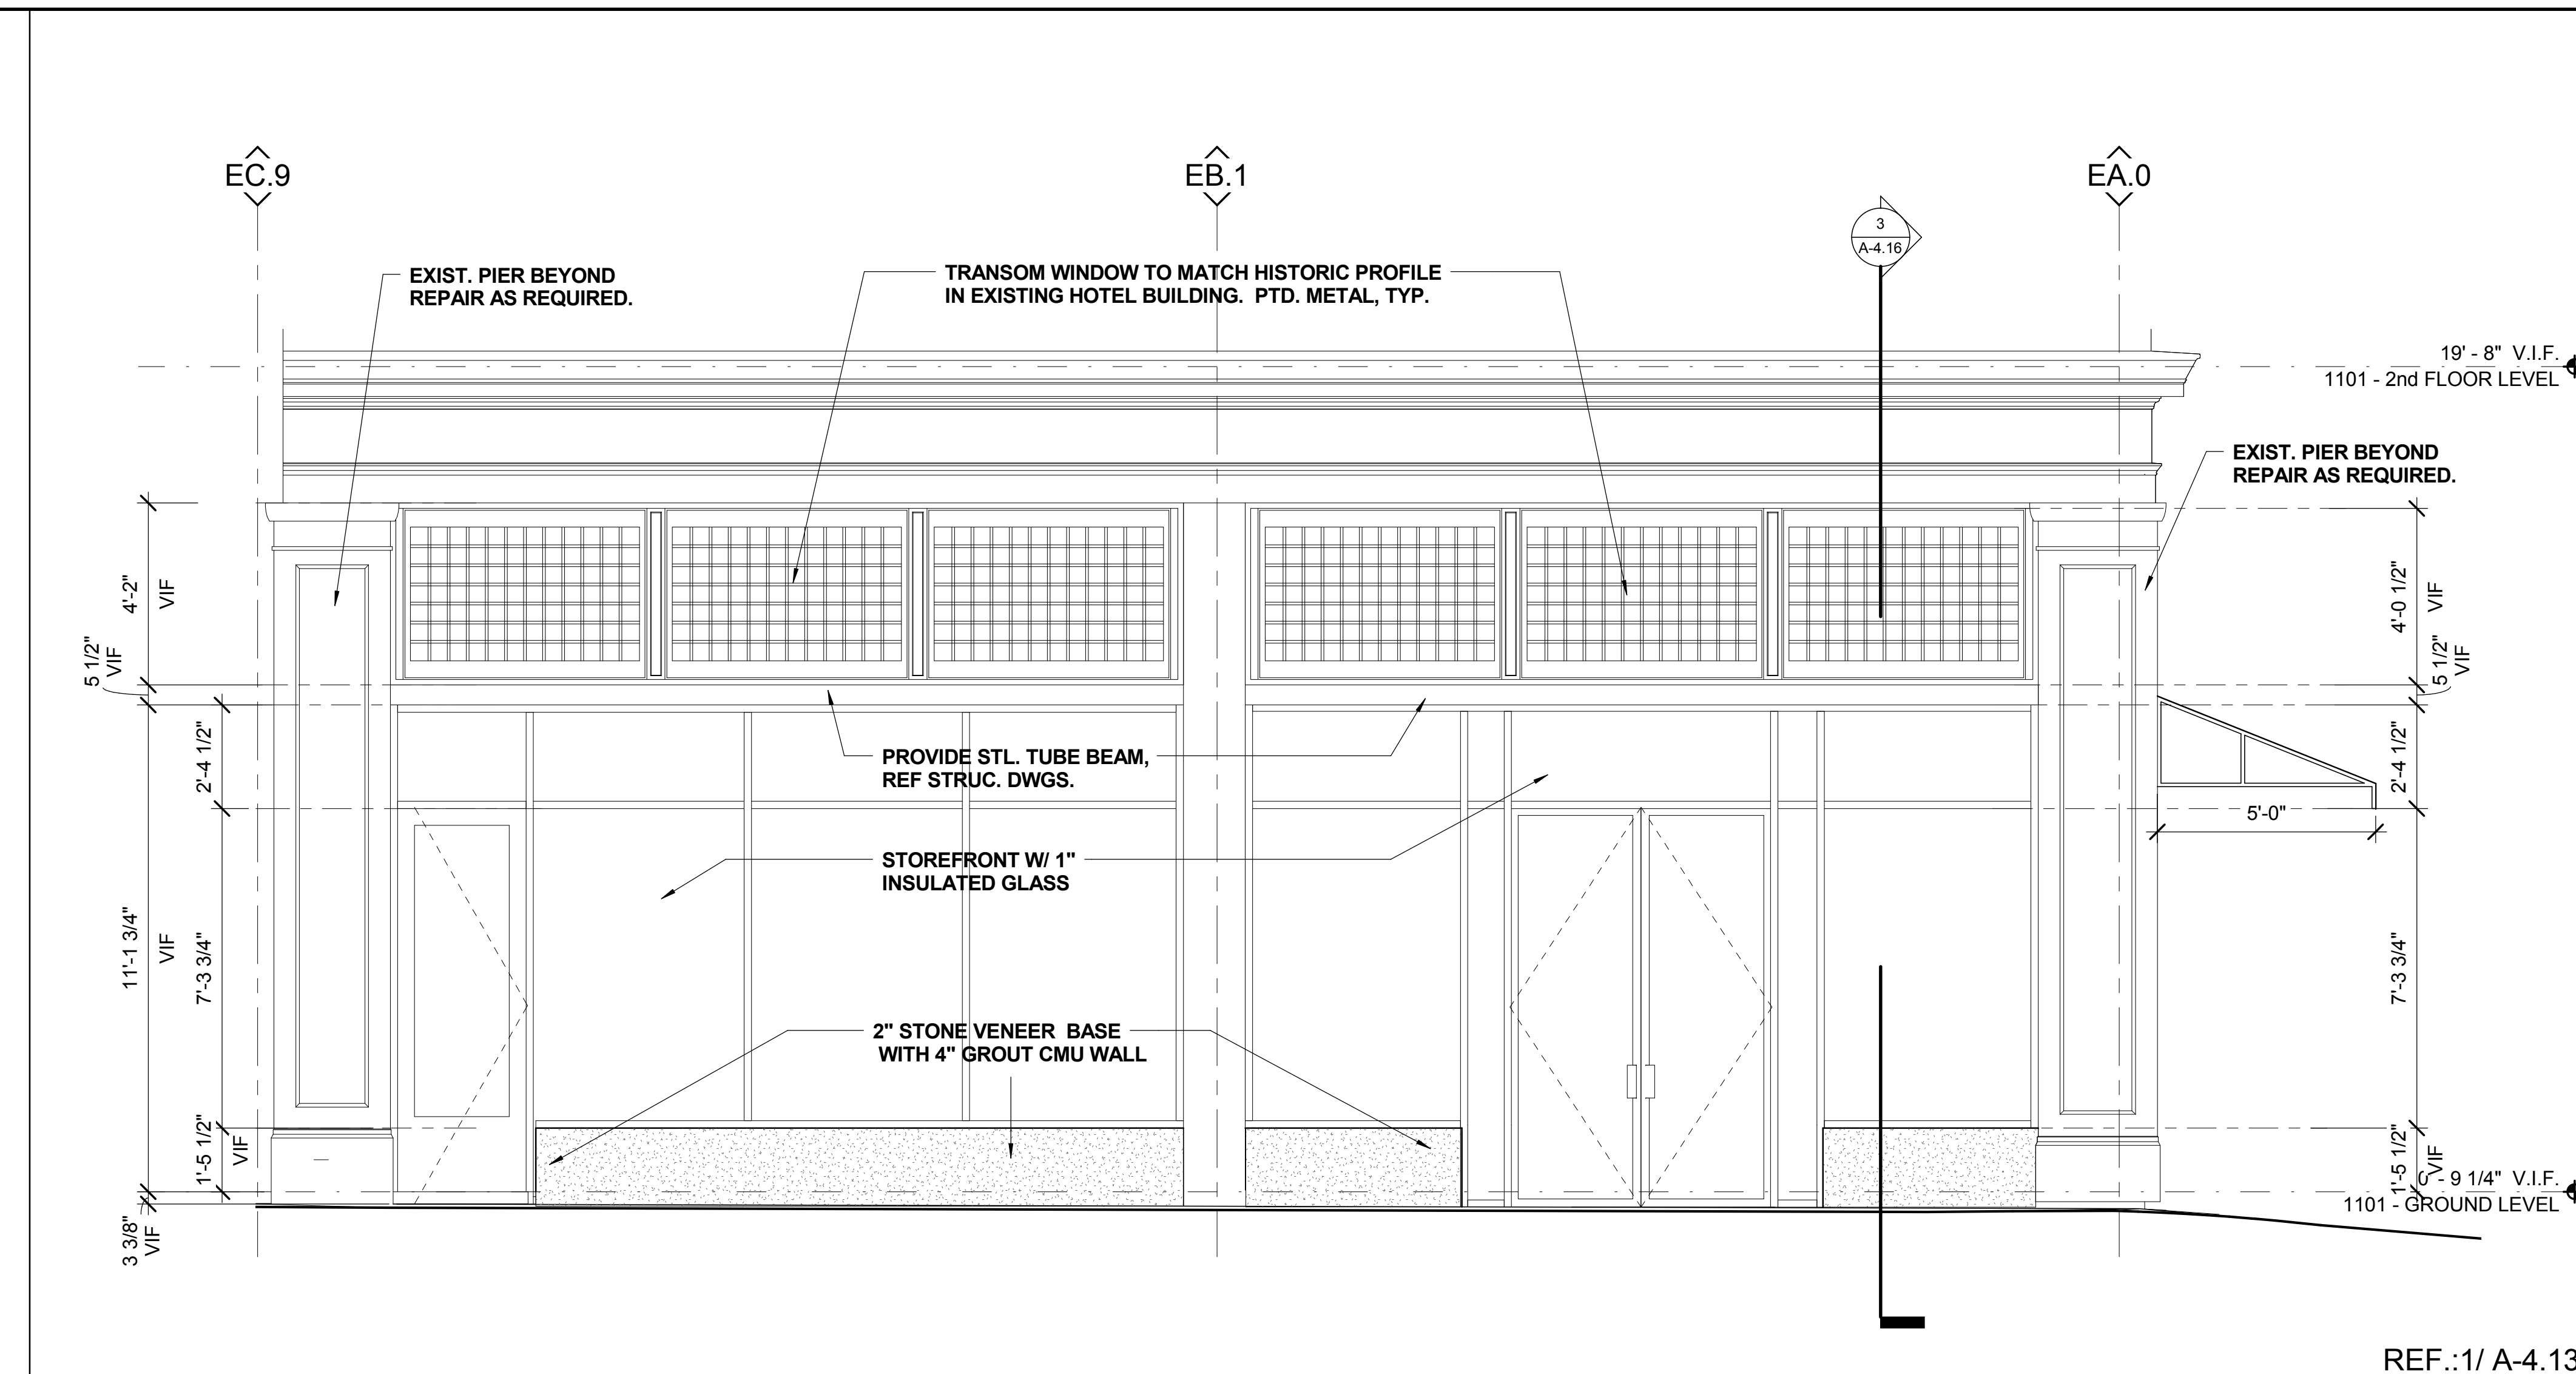 EC.9
EB.1
EA.0
3
A-4.16
EXIST. PIER BEYOND
REPAIR AS REQUIRED.
TRANSOM WINDOW TO MATCH HISTORIC PROFILE
IN EXISTING HOTEL BUILDING. PTD. METAL, TYP.
19' - 8" V.I.F.
1101 - 2nd FLOOR LEVEL
EXIST. PIER BEYOND
REPAIR AS REQUIRED.
4'-2"
VIF
5 1/2"
VIF
2'-4 1/2"
11'-1 3/4"
VIF
7'-3 3/4"
1'-5 1/2"
VIF
3 3/8"
VIF
PROVIDE STL. TUBE BEAM,
REF STRUC. DWGS.
STOREFRONT W/ 1"
INSULATED GLASS
2" STONE VENEER BASE
WITH 4" GROUT CMU WALL
4'-0 1/2"
VIF
5 1/2"
VIF
2'-4 1/2"
5'-0"
7'-3 3/4"
1'-5 1/2"
VIF
0' - 9 1/4" V.I.F.
1101 - GROUND LEVEL
REF.:1/ A-4.13